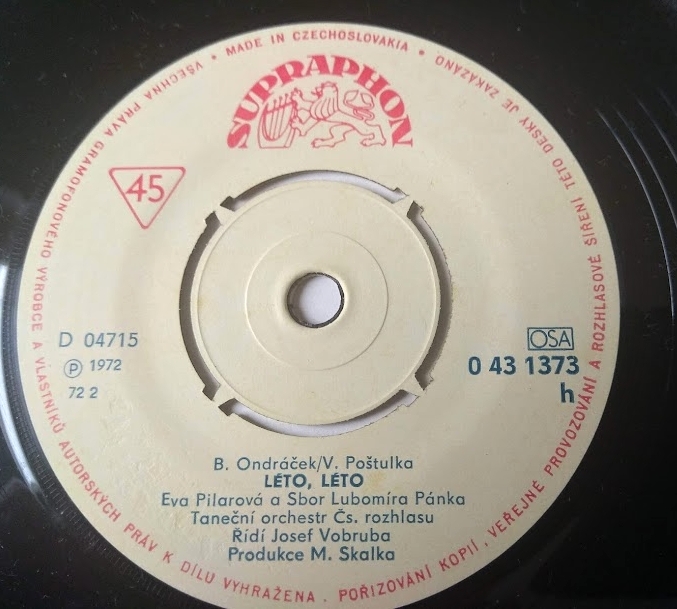 VŠECHNA PRÁVA GRAMOFONOVÉHO VÝROBCE A VLASTNÍKŮ AUTORSKÝCH PRÁV K DÍLU VYHRAŽENA . POŘIZOVÁNÍ KOPIÍ , VEŘEJNÉ PROVOZOVÁNÍ A ROZHLASOVÉ ŠÍŘENÍ TÉTO DESKY JE ZAKÁZÁNO • MADE IN CZECHOSLOVAKIA •
SUPRAPHON
45
D 04715
Ⓟ 1972
72 2
OSA
0 43 1373
h
B. Ondráček/V. Poštulka
LÉTO, LÉTO
Eva Pilarová a Sbor Lubomíra Pánka
Taneční orchestr Čs. rozhlasu
Řídí Josef Vobruba
Produkce M. Skalka